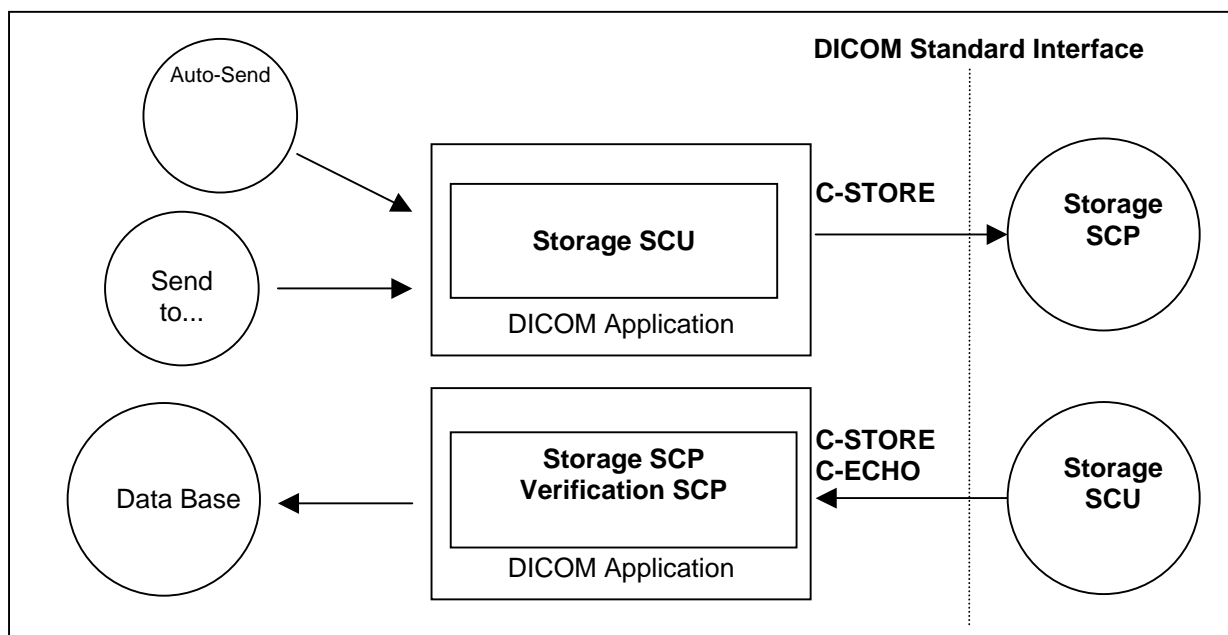 DICOM Standard Interface
Auto-Send
Send
to...
Storage SCU
DICOM Application
C-STORE
Storage
SCP
Data Base
Storage SCP
Verification SCP
DICOM Application
C-STORE
C-ECHO
Storage
SCU